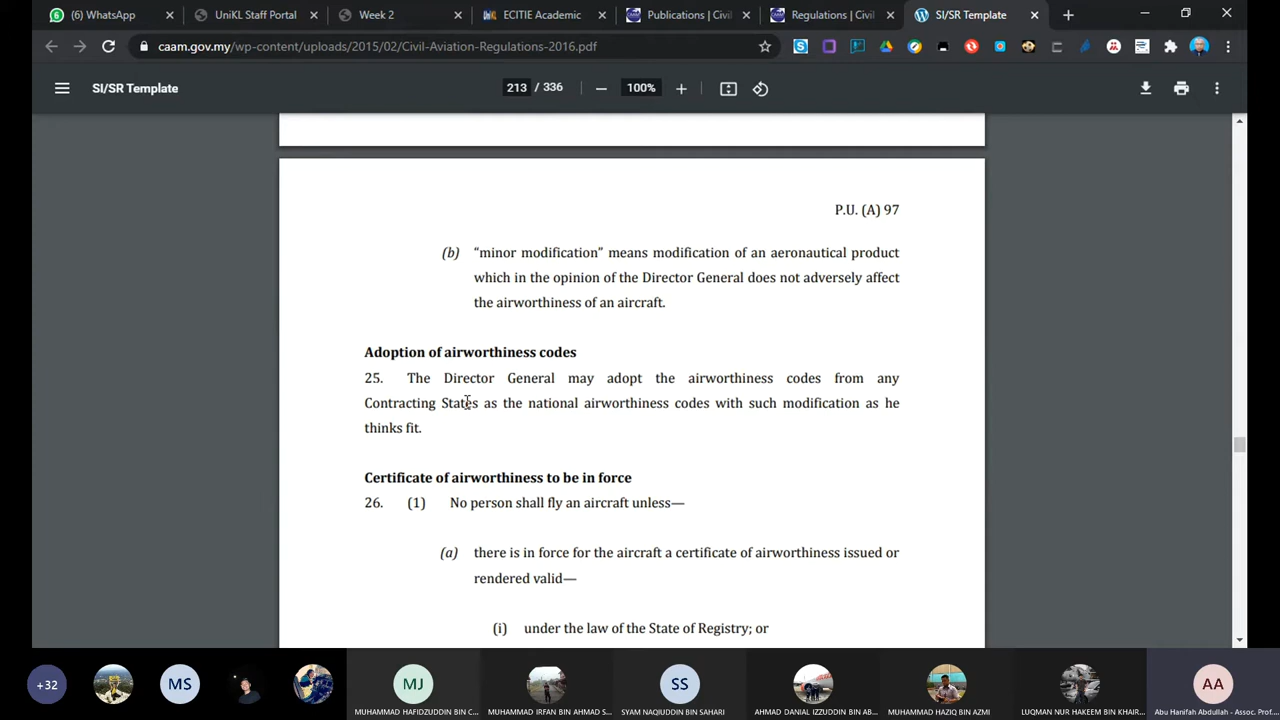 (6) WhatsApp
UniKL Staff Portal
Week 2
ECITIE Academic
Publications | Civil
Regulations | Civil
SI/SR Template
caam.gov.my/wp-content/uploads/2015/02/Civil-Aviation-Regulations-2016.pdf
SI/SR Template
213 / 336
100%
P.U. (A) 97
(b) “minor modification” means modification of an aeronautical product
which in the opinion of the Director General does not adversely affect
the airworthiness of an aircraft.
Adoption of airworthiness codes
25. The Director General may adopt the airworthiness codes from any
Contracting States as the national airworthiness codes with such modification as he
thinks fit.
Certificate of airworthiness to be in force
26. (1) No person shall fly an aircraft unless—
(a) there is in force for the aircraft a certificate of airworthiness issued or
rendered valid—
(i) under the law of the State of Registry; or
+32
MS
MJ
SS
AA
MUHAMMAD HAFIDZUDDIN BIN C...
MUHAMMAD IRFAN BIN AHMAD S...
SYAM NAQIUDDIN BIN SAHARI
AHMAD DANIAL IZZUDDIN BIN AB...
MUHAMMAD HAZIQ BIN AZMI
LUQMAN NUR HAKEEM BIN KHAIR...
Abu Hanifah Abdullah - Assoc. Prof...